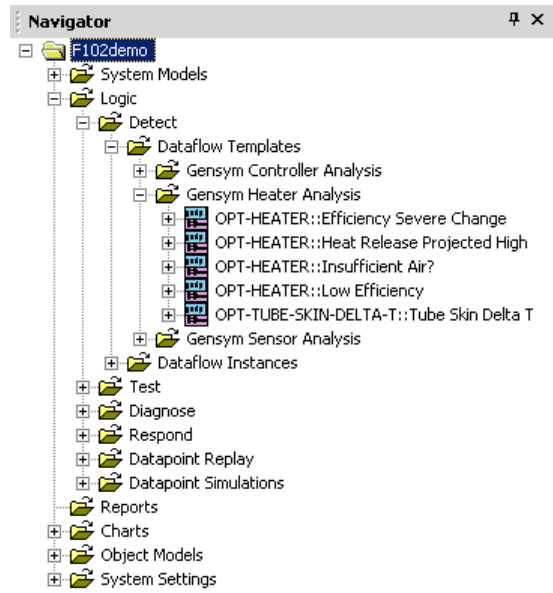 Navigator
F102demo
System Models
Logic
Detect
Dataflow Templates
Gensym Controller Analysis
Gensym Heater Analysis
OPT-HEATER::Efficiency Severe Change
OPT-HEATER::Heat Release Projected High
OPT-HEATER::Insufficient Air?
OPT-HEATER::Low Efficiency
OPT-TUBE-SKIN-DELTA-T::Tube Skin Delta T
Gensym Sensor Analysis
Dataflow Instances
Test
Diagnose
Respond
Datapoint Replay
Datapoint Simulations
Reports
Charts
Object Models
System Settings